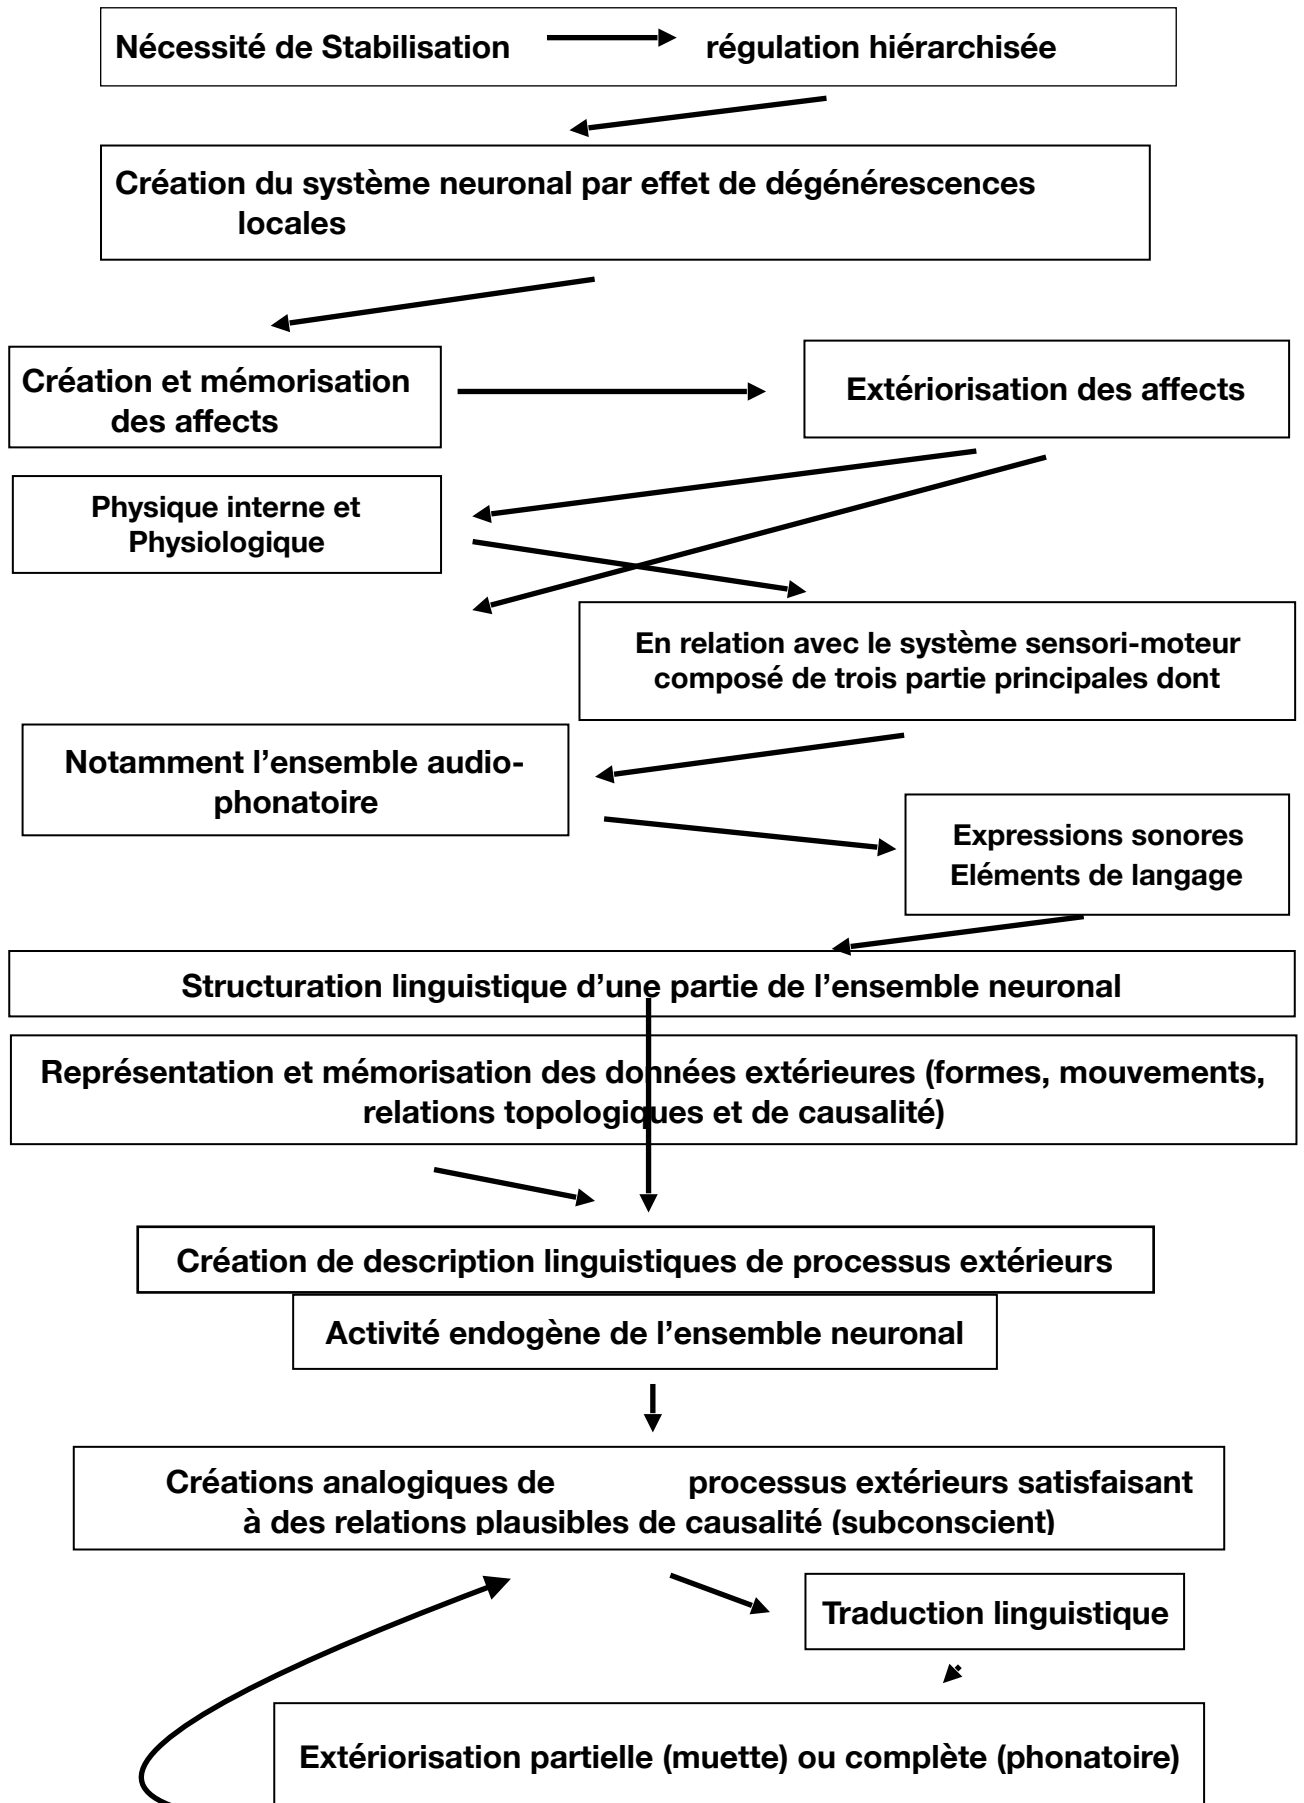 Nécessité de Stabilisation régulation hiérarchisée
Création du système neuronal par effet de dégénérescences
locales
Création et mémorisation
des affects
Extériorisation des affects
Physique interne et
Physiologique
En relation avec le système sensori-moteur
composé de trois partie principales dont
Notamment l’ensemble audio-
phonatoire
Expressions sonores
Eléments de langage
Structuration linguistique d’une partie de l’ensemble neuronal
Représentation et mémorisation des données extérieures (formes, mouvements,
relations topologiques et de causalité)
Création de description linguistiques de processus extérieurs
Activité endogène de l’ensemble neuronal
Créations analogiques de processus extérieurs satisfaisant
à des relations plausibles de causalité (subconscient)
Traduction linguistique
Extériorisation partielle (muette) ou complète (phonatoire)